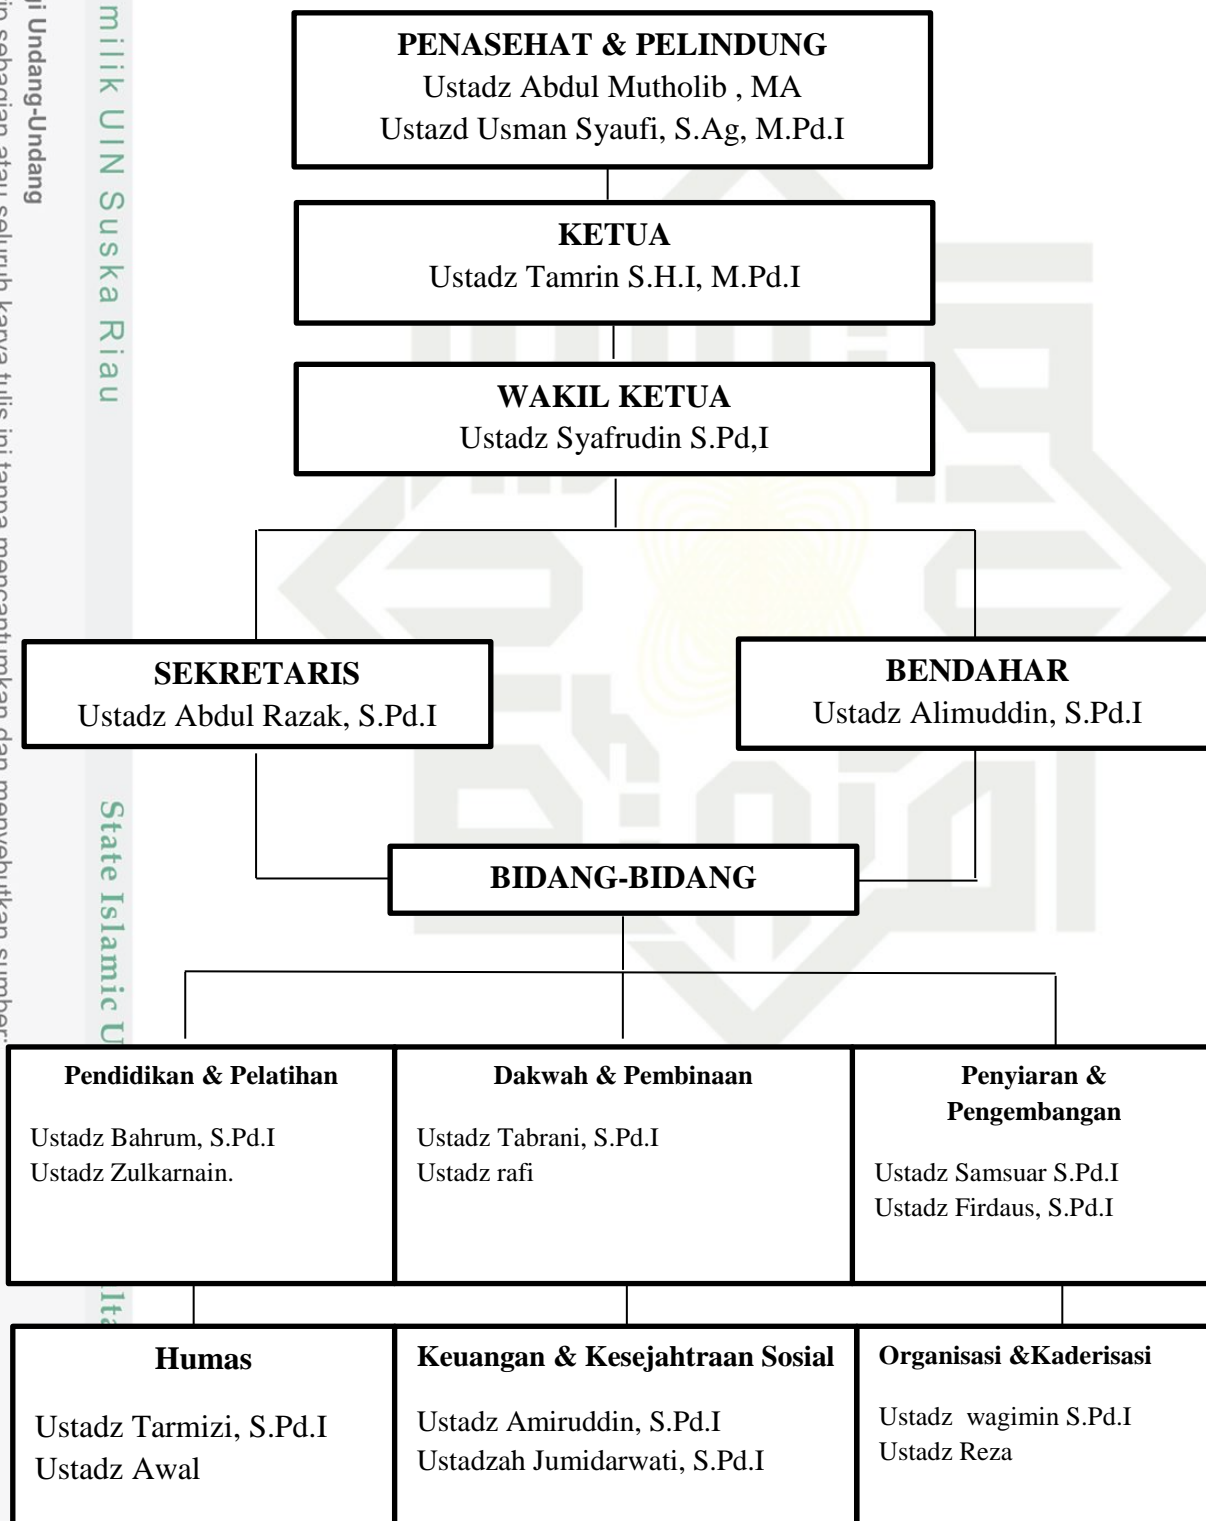 milik UIN Suska Riau
gi Undang-Undang
State Islamic U
PENASEHAT & PELINDUNG
Ustadz Abdul Mutholib , MA
Ustazd Usman Syaufi, S.Ag, M.Pd.I
KETUA
Ustadz Tamrin S.H.I, M.Pd.I
WAKIL KETUA
Ustadz Syafrudin S.Pd,I
SEKRETARIS
Ustadz Abdul Razak, S.Pd.I
BENDAHAR
Ustadz Alimuddin, S.Pd.I
BIDANG-BIDANG
Pendidikan & Pelatihan
Ustadz Bahrum, S.Pd.I
Ustadz Zulkarnain.
Dakwah & Pembinaan
Ustadz Tabrani, S.Pd.I
Ustadz rafi
Penyiaran &
Pengembangan
Ustadz Samsuar S.Pd.I
Ustadz Firdaus, S.Pd.I
Humas
Ustadz Tarmizi, S.Pd.I
Ustadz Awal
Keuangan & Kesejahtraan Sosial
Ustadz Amiruddin, S.Pd.I
Ustadzah Jumidarwati, S.Pd.I
Organisasi &Kaderisasi
Ustadz  wagimin S.Pd.I
Ustadz Reza